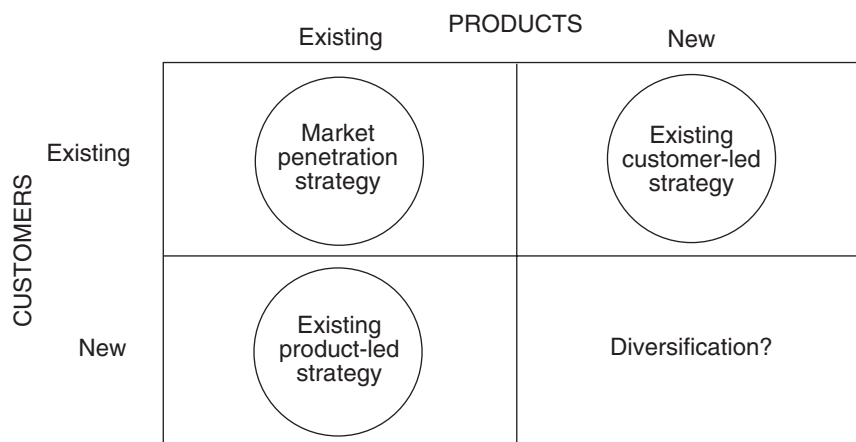 PRODUCTS
Existing
New
CUSTOMERS
Existing
Market
penetration
strategy
Existing
customer-led
strategy
New
Existing
product-led
strategy
Diversification?